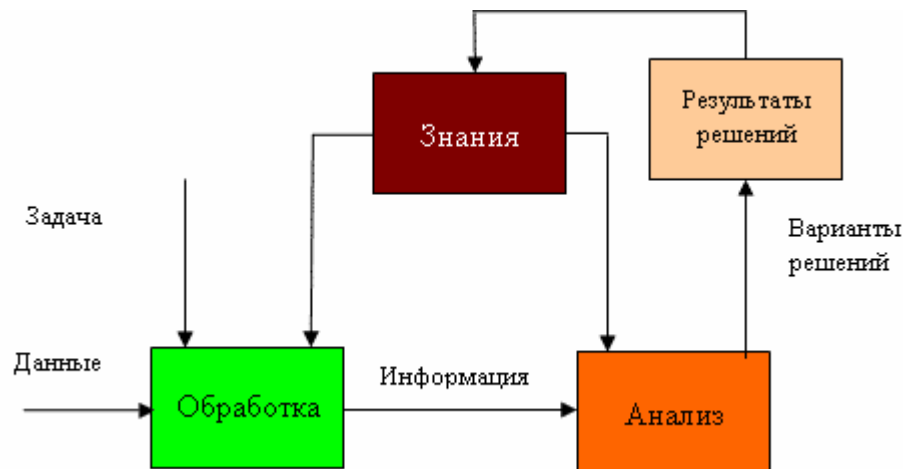 Результаты
решений
Знания
Задача
Варианты
решений
Данные
Информация
Обработка
Анализ